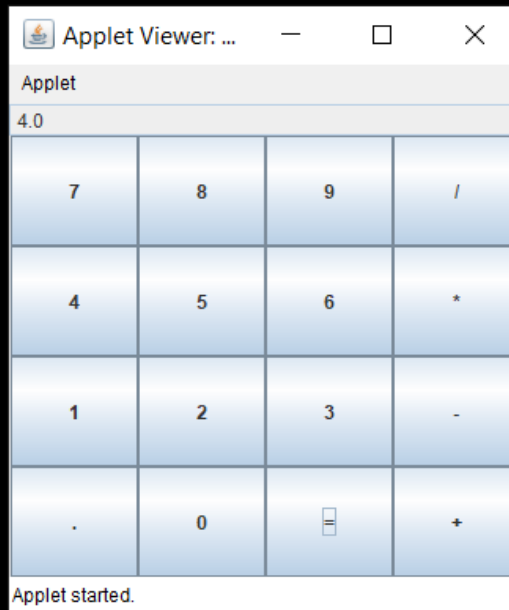 Applet Viewer: ...
Applet
4.0
7 8 9 /
4 5 6 *
1 2 3 -
. 0 = +
Applet started.